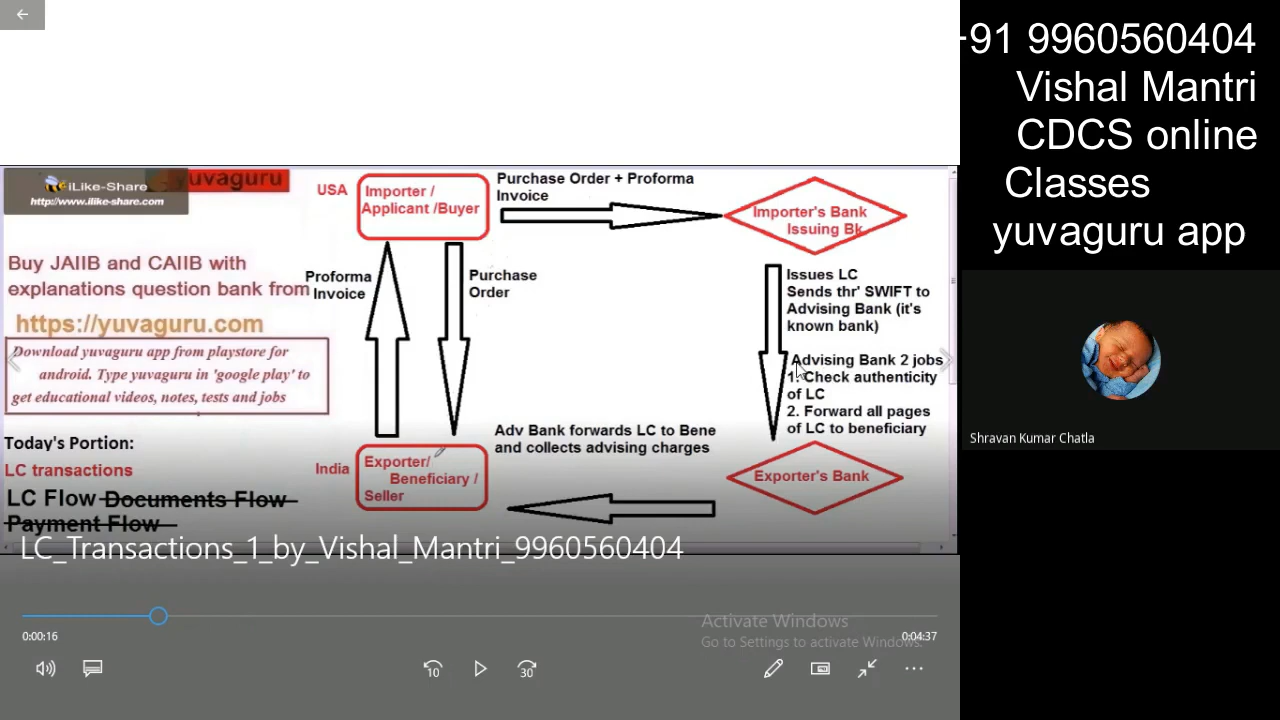 +91 9960560404
Vishal Mantri
CDCS online
Classes
yuvaguru app
Shravan Kumar Chatla
iLike-Share
http://www.ilike-share.com
yuvaguru
USA
Importer /
Applicant /Buyer
Purchase Order + Proforma
Invoice
Importer's Bank
Issuing Bk
Buy JAIIB and CAIIB with
explanations question bank from
https://yuvaguru.com
Download yuvaguru app from playstore for
android. Type yuvaguru in 'google play' to
get educational videos, notes, tests and jobs
Proforma
Invoice
Purchase
Order
Issues LC
Sends thr' SWIFT to
Advising Bank (it's
known bank)
Advising Bank 2 jobs
1. Check authenticity
of LC
2. Forward all pages
of LC to beneficiary
Adv Bank forwards LC to Bene
and collects advising charges
Today's Portion:
LC transactions
LC Flow Documents Flow
Payment Flow
India
Exporter/
Beneficiary /
Seller
Exporter's Bank
LC_Transactions_1_by_Vishal_Mantri_9960560404
0:00:16
0:04:37
Activate Windows
Go to Settings to activate Windows.
10
30